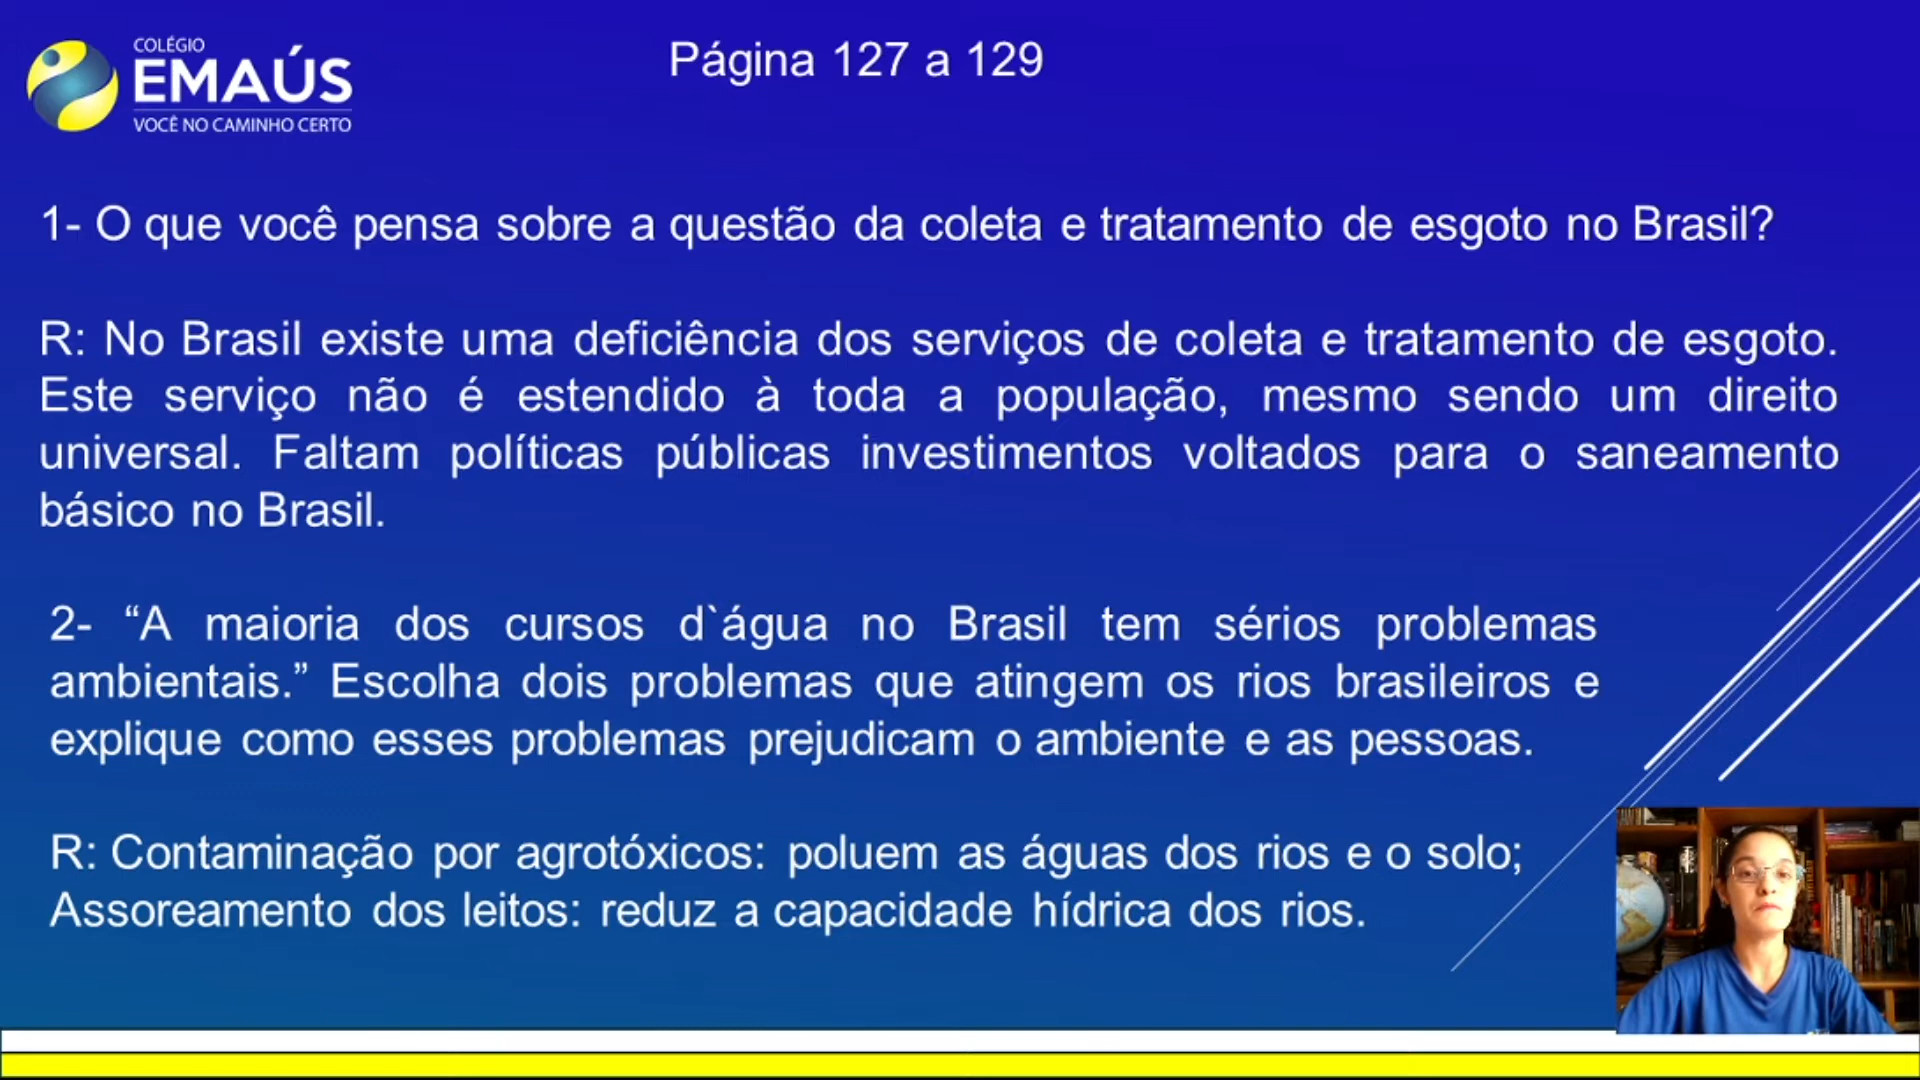 COLÉGIO
EMAÚS
VOCÊ NO CAMINHO CERTO
Página 127 a 129
1- O que você pensa sobre a questão da coleta e tratamento de esgoto no Brasil?
R: No Brasil existe uma deficiência dos serviços de coleta e tratamento de esgoto.
Este serviço não é estendido à toda a população, mesmo sendo um direito
universal. Faltam políticas públicas investimentos voltados para o saneamento
básico no Brasil.
2- “A maioria dos cursos d`água no Brasil tem sérios problemas
ambientais.” Escolha dois problemas que atingem os rios brasileiros e
explique como esses problemas prejudicam o ambiente e as pessoas.
R: Contaminação por agrotóxicos: poluem as águas dos rios e o solo;
Assoreamento dos leitos: reduz a capacidade hídrica dos rios.